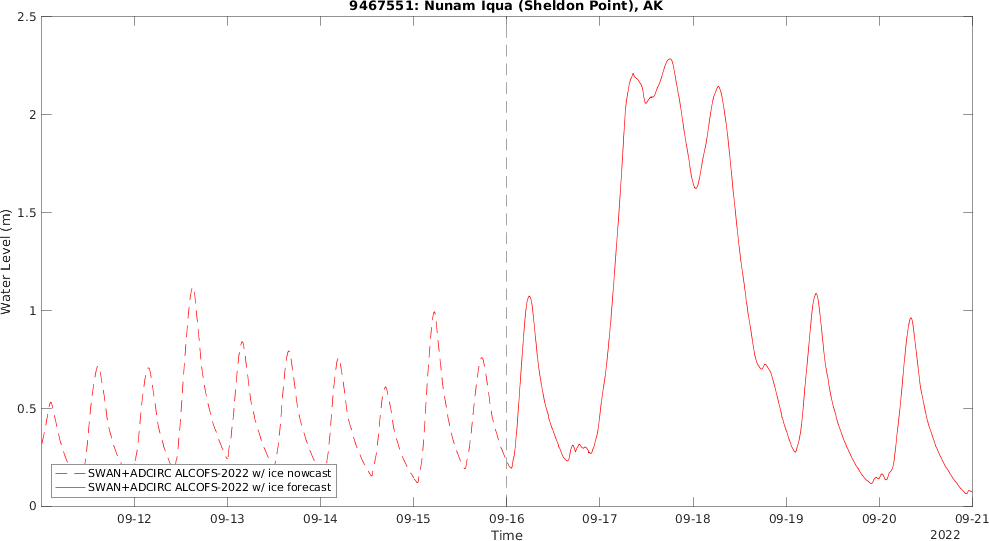 9467551: Nunam Iqua (Sheldon Point), AK
2.5
2
1.5
1
0.5
0
Water Level (m)
SWAN+ADCIRC ALCOFS-2022 w/ ice nowcast
SWAN+ADCIRC ALCOFS-2022 w/ ice forecast
09-12 09-13 09-14 09-15 09-16 09-17 09-18 09-19 09-20 09-21
Time
2022